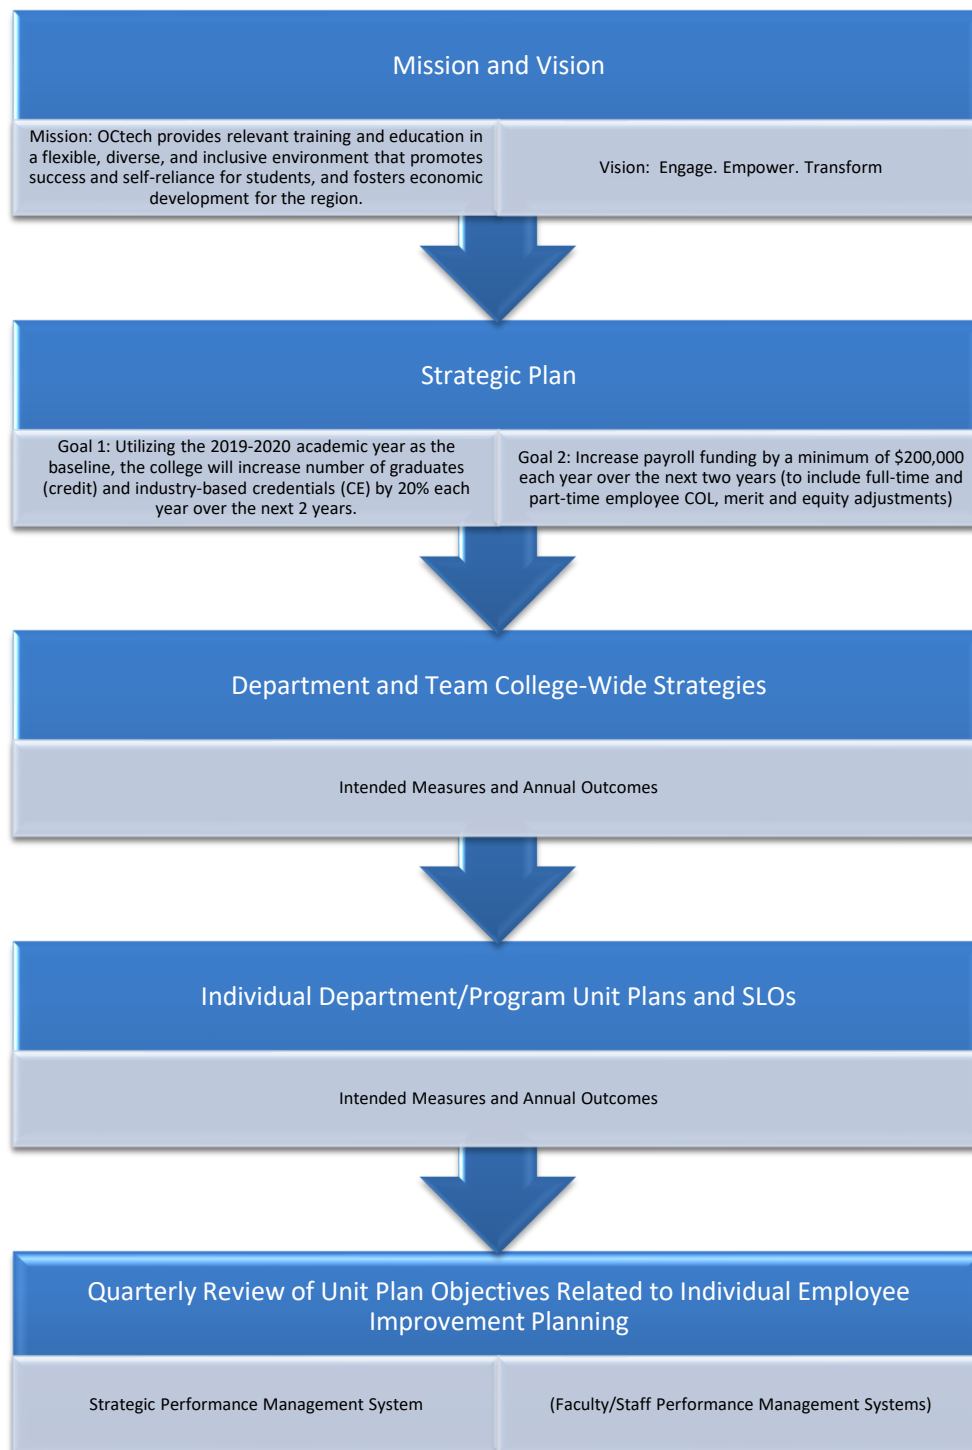 Mission and Vision
Mission: OCtech provides relevant training and education in
a flexible, diverse, and inclusive environment that promotes
success and self-reliance for students, and fosters economic
development for the region.
Vision:  Engage. Empower. Transform
Strategic Plan
Goal 1: Utilizing the 2019-2020 academic year as the
baseline, the college will increase number of graduates
(credit) and industry-based credentials (CE) by 20% each
year over the next 2 years.
Goal 2: Increase payroll funding by a minimum of $200,000
each year over the next two years (to include full-time and
part-time employee COL, merit and equity adjustments)
Department and Team College-Wide Strategies
Intended Measures and Annual Outcomes
Individual Department/Program Unit Plans and SLOs
Intended Measures and Annual Outcomes
Quarterly Review of Unit Plan Objectives Related to Individual Employee
Improvement Planning
Strategic Performance Management System
(Faculty/Staff Performance Management Systems)